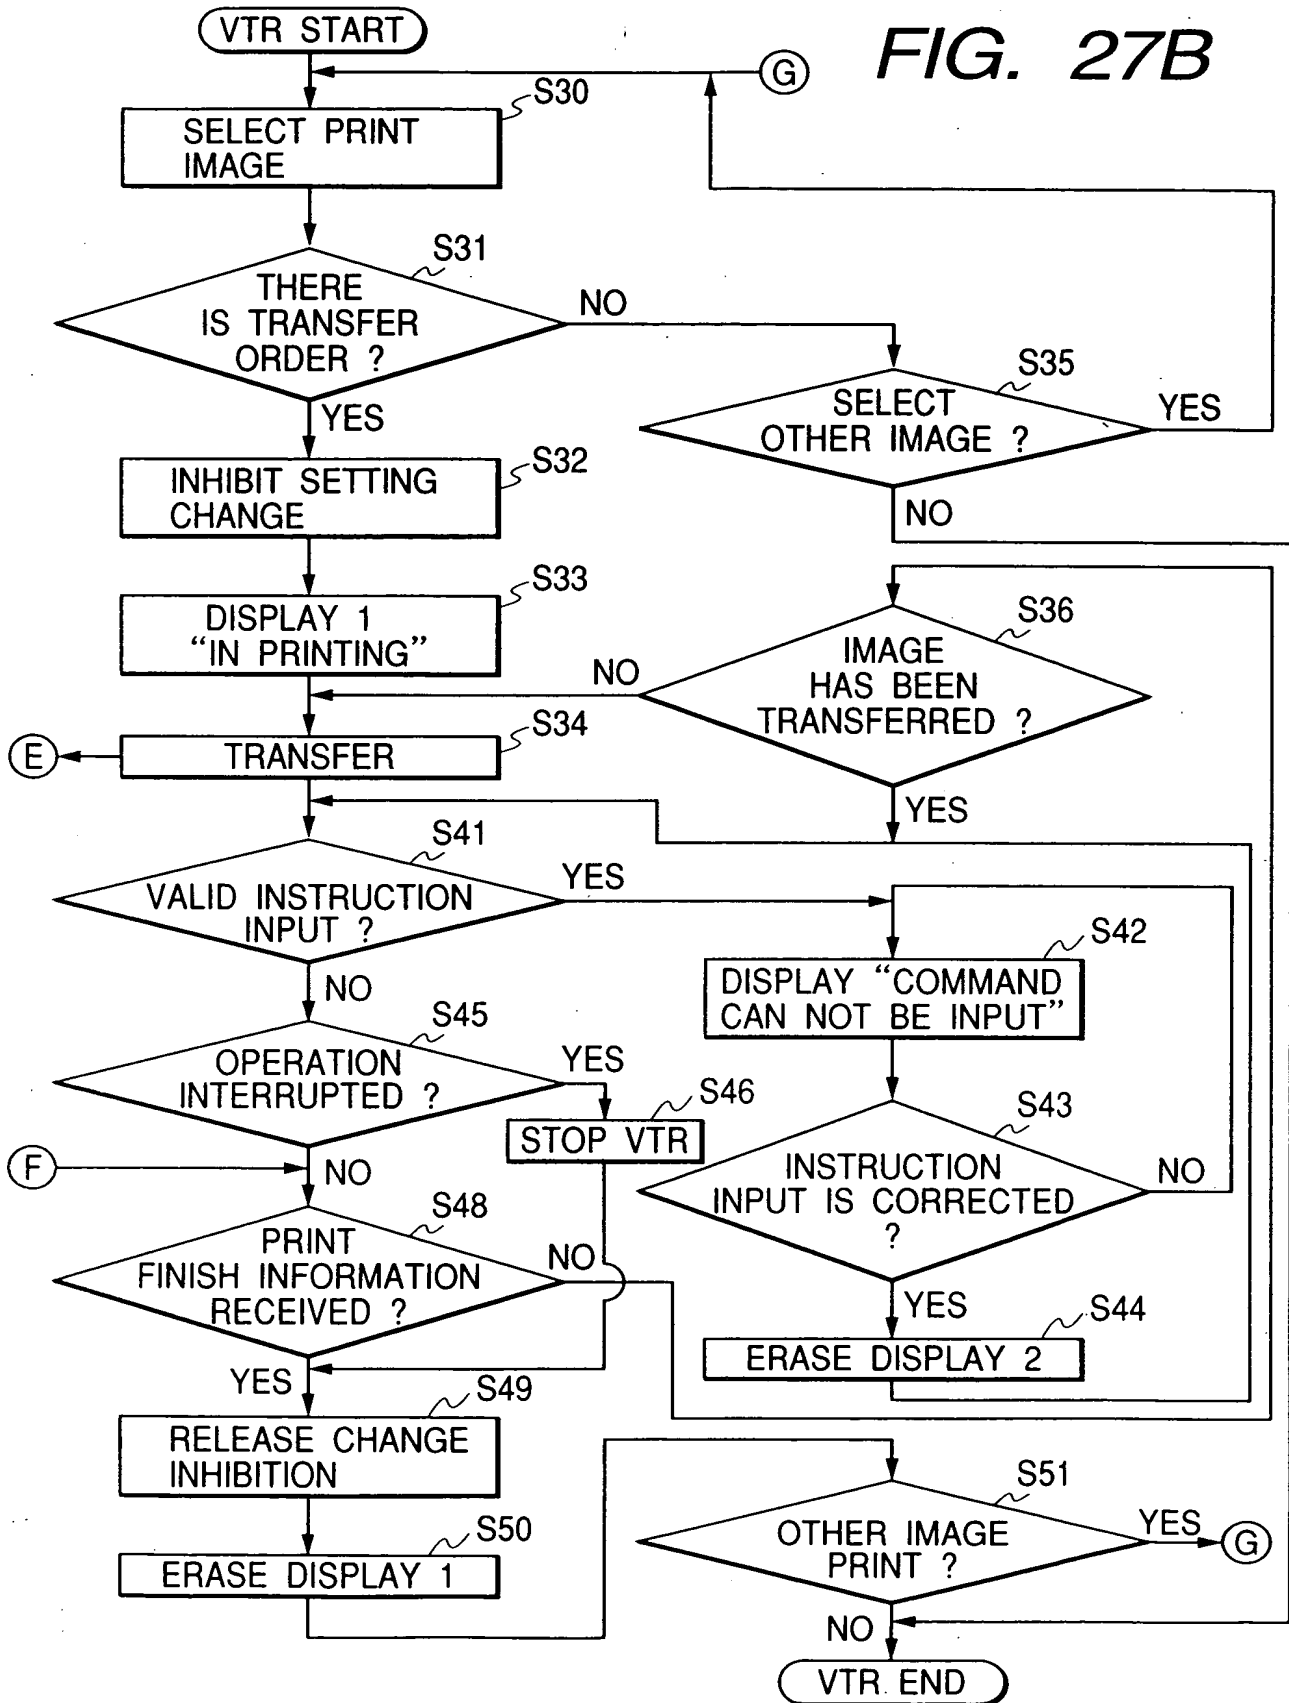 VTR START
FIG. 27B
G
S30
SELECT PRINT
IMAGE
S31
THERE
IS TRANSFER
ORDER ?
NO
YES
S35
SELECT
OTHER IMAGE ?
YES
NO
S32
INHIBIT SETTING
CHANGE
S33
DISPLAY 1
“IN PRINTING”
S36
IMAGE
HAS BEEN
TRANSFERRED ?
NO
YES
S34
TRANSFER
E
S41
VALID INSTRUCTION
INPUT ?
YES
NO
S42
DISPLAY “COMMAND
CAN NOT BE INPUT”
S45
OPERATION
INTERRUPTED ?
YES
NO
S46
STOP VTR
S43
INSTRUCTION
INPUT IS CORRECTED
?
NO
YES
F
S48
PRINT
FINISH INFORMATION
RECEIVED ?
NO
YES
S44
ERASE DISPLAY 2
S49
RELEASE CHANGE
INHIBITION
S50
ERASE DISPLAY 1
S51
OTHER IMAGE
PRINT ?
YES
G
NO
VTR END